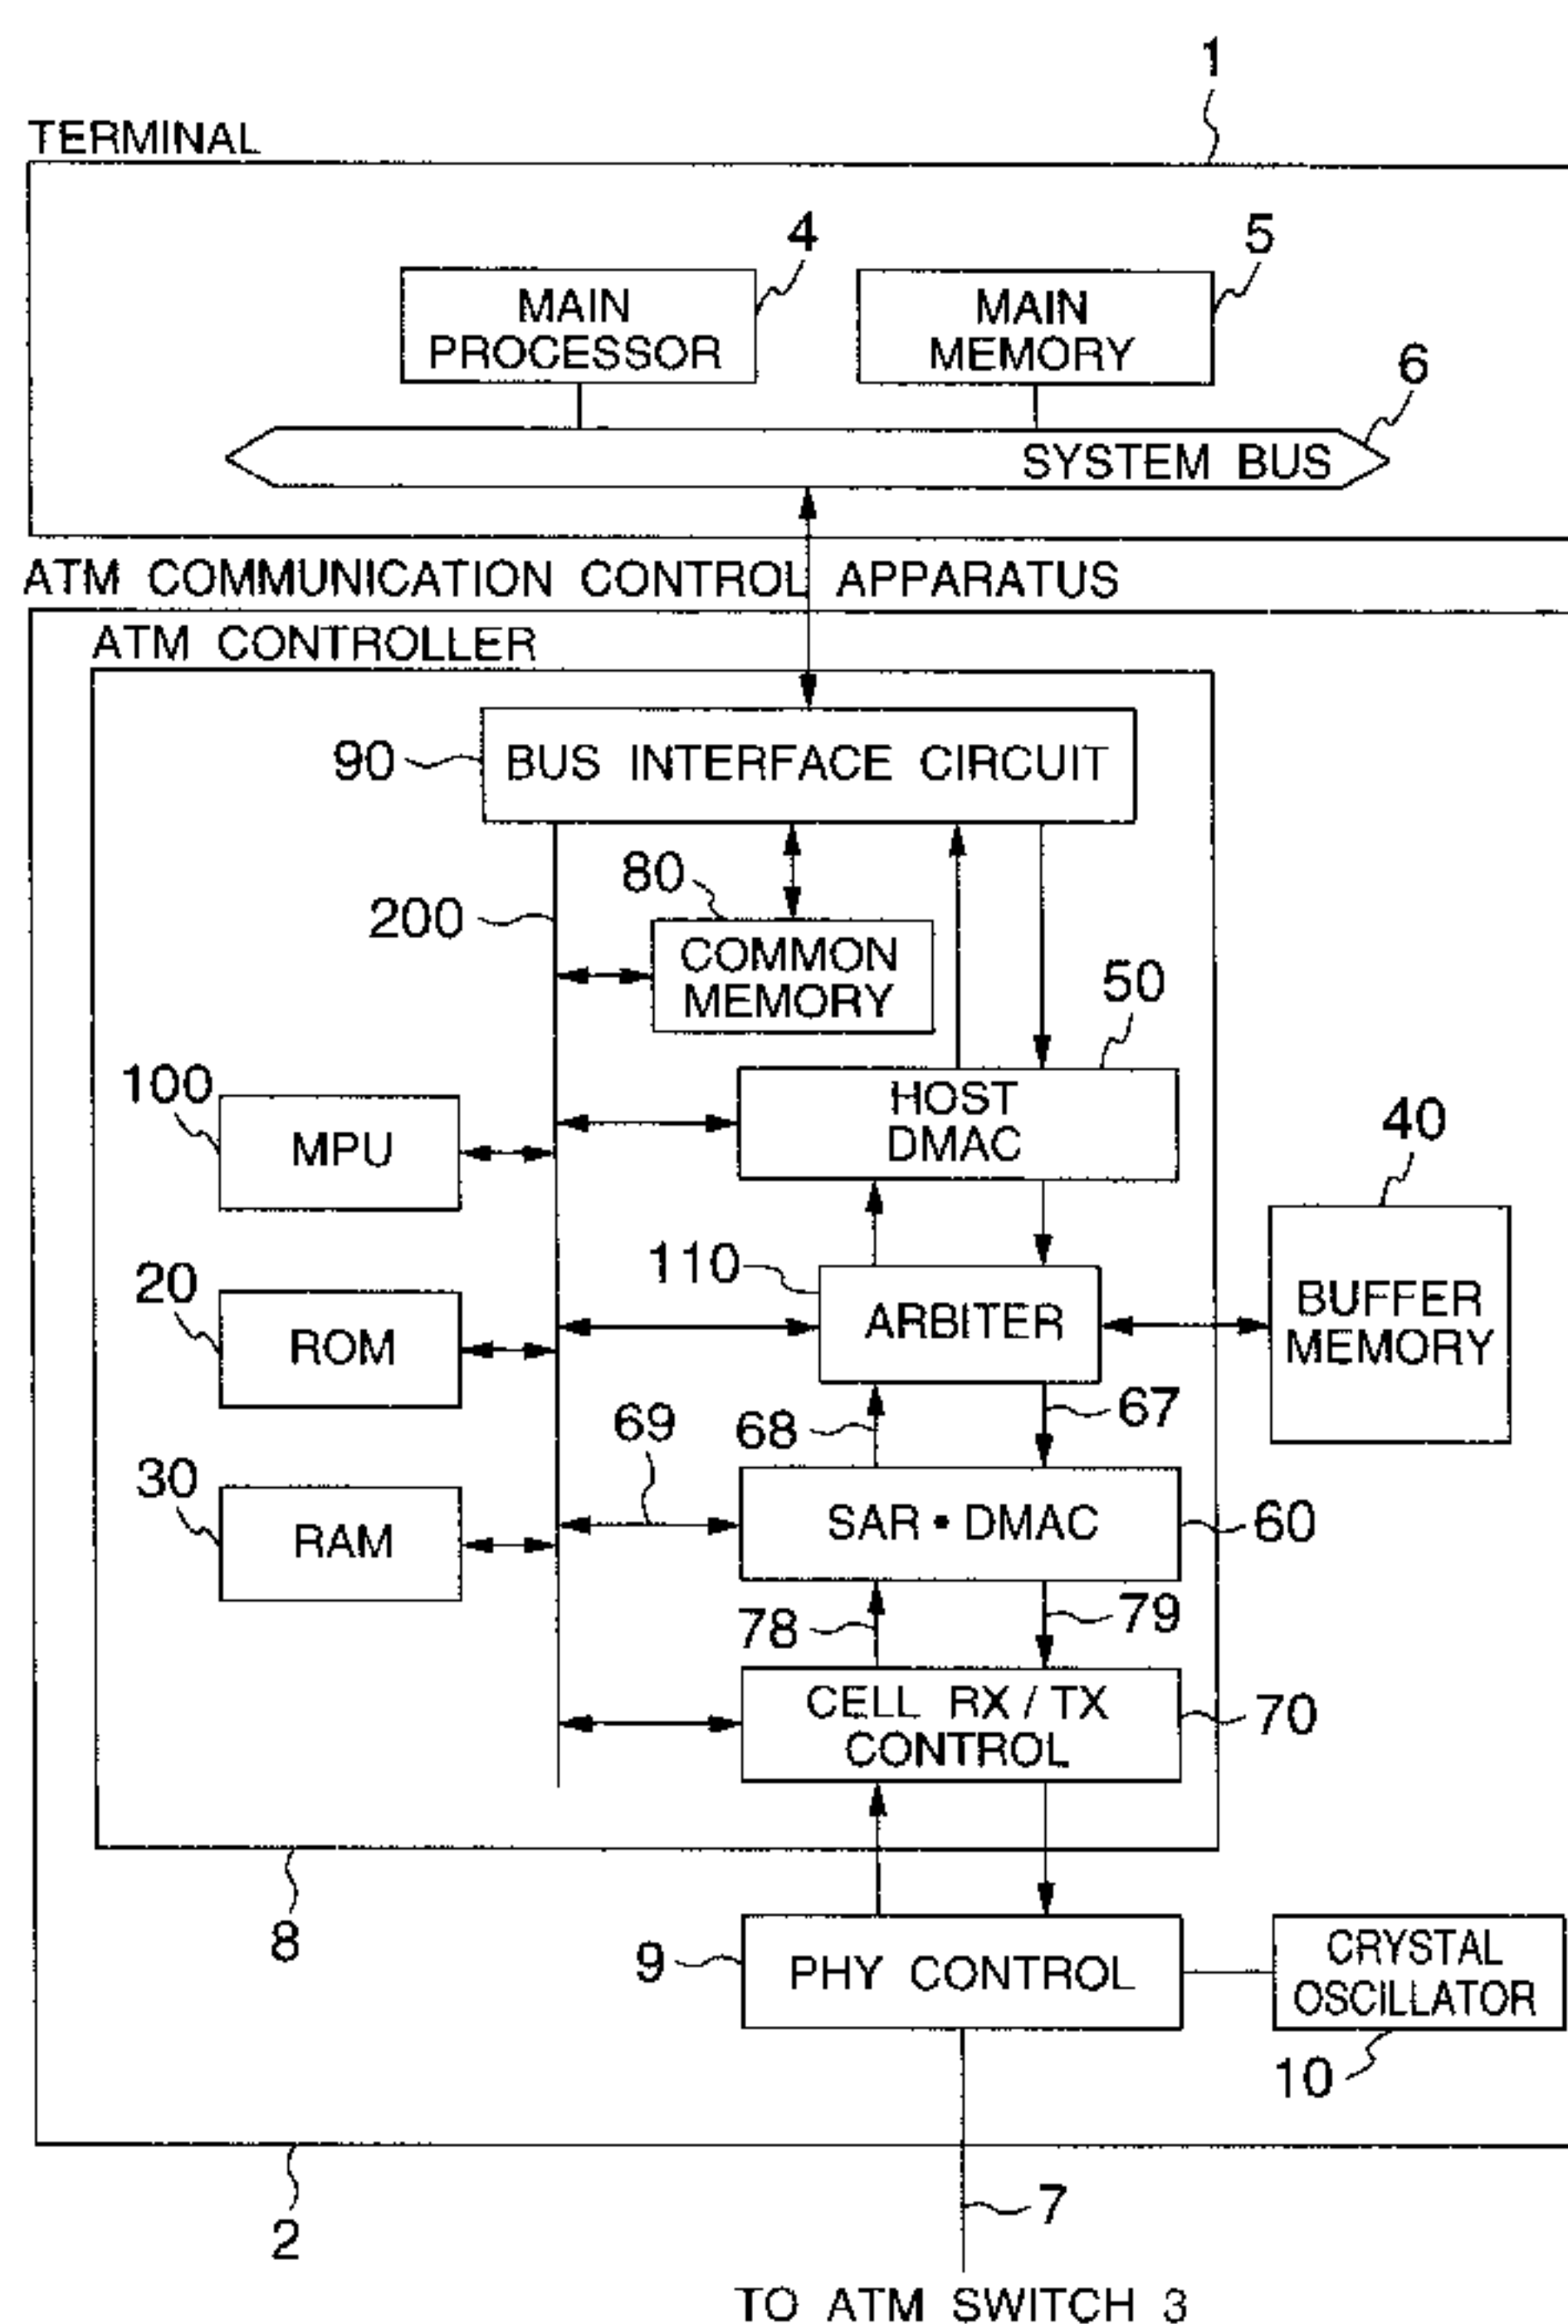 1
TERMINAL
4
5
MAIN
PROCESSOR
MAIN
MEMORY
6
SYSTEM BUS
ATM COMMUNICATION CONTROL APPARATUS
ATM CONTROLLER
90
BUS INTERFACE CIRCUIT
80
200
COMMON
MEMORY
50
100
MPU
HOST
DMAC
40
110
20
ROM
ARBITER
BUFFER
MEMORY
69
68
67
30
RAM
SAR • DMAC
60
78
79
CELL RX / TX
CONTROL
70
8
9
PHY CONTROL
CRYSTAL
OSCILLATOR
10
2
7
TO ATM SWITCH 3